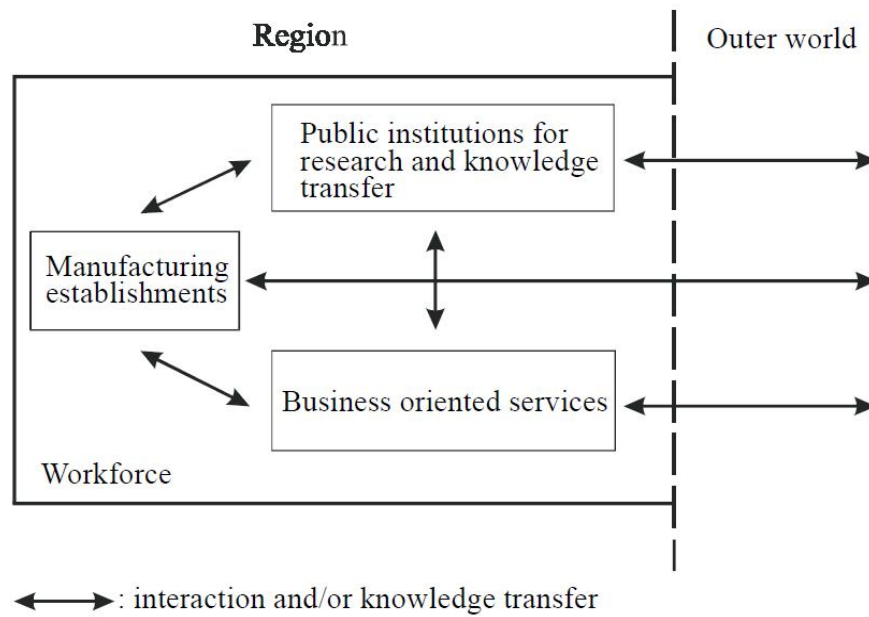 Region
Outer world
Public institutions for
research and knowledge
transfer
Manufacturing
establishments
Business oriented services
Workforce
: interaction and/or knowledge transfer